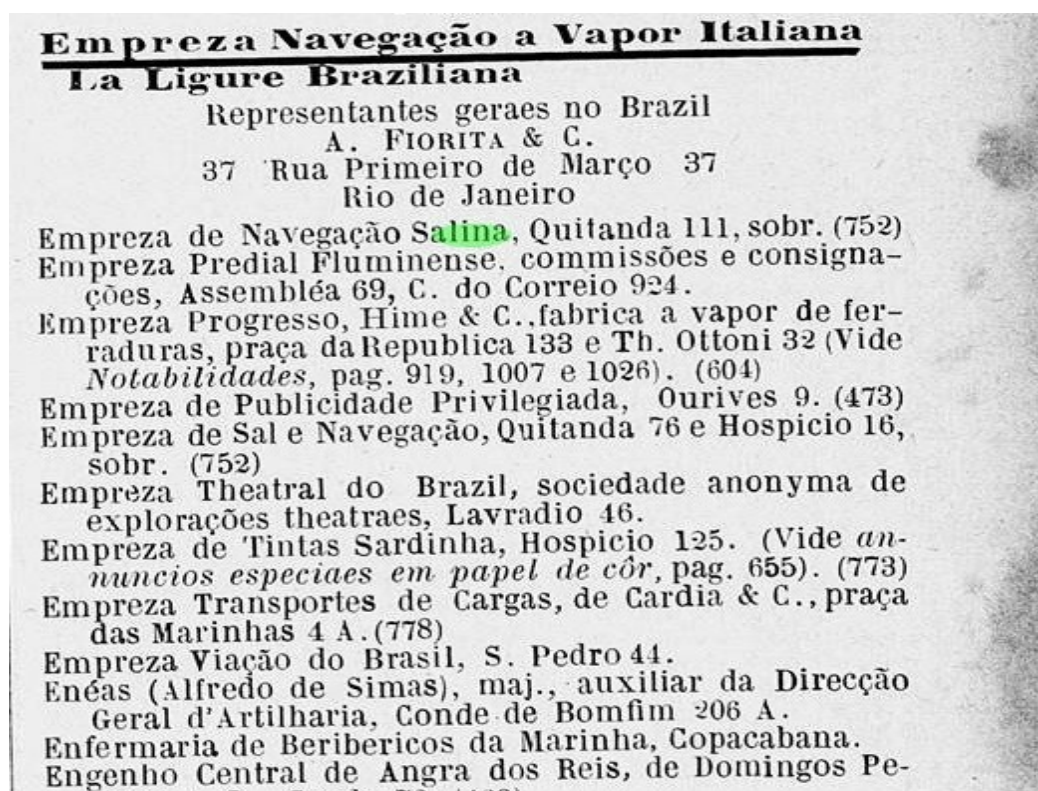 Empreza Navegação a Vapor Italiana
La Ligure Braziliana
Representantes geraes no Brazil
A. FIORITA & C.
37 Rua Primeiro de Março 37
Rio de Janeiro
Empreza de Navegação Salina, Quitanda 111, sobr. (752)
Empreza Predial Fluminense, commissões e consigna-
ções, Assembléa 69, C. do Correio 924.
Empreza Progresso, Hime & C., fabrica a vapor de fer-
raduras, praça da Republica 133 e Th. Ottoni 32 (Vide
Notabilidades, pag. 919, 1007 e 1026). (604)
Empreza de Publicidade Privilegiada, Ourives 9. (473)
Empreza de Sal e Navegação, Quitanda 76 e Hospicio 16,
sobr. (752)
Empreza Theatral do Brazil, sociedade anonyma de
explorações theatraes, Lavradio 46.
Empreza de Tintas Sardinha, Hospicio 125. (Vide an-
nuncios especiaes em papel de côr, pag. 655). (773)
Empreza Transportes de Cargas, de Cardia & C., praça
das Marinhas 4 A. (778)
Empreza Viação do Brasil, S. Pedro 44.
Enéas (Alfredo de Simas), maj., auxiliar da Direcção
Geral d'Artilharia, Conde de Bomfim 206 A.
Enfermaria de Beribericos da Marinha, Copacabana.
Engenho Central de Angra dos Reis, de Domingos Pe-